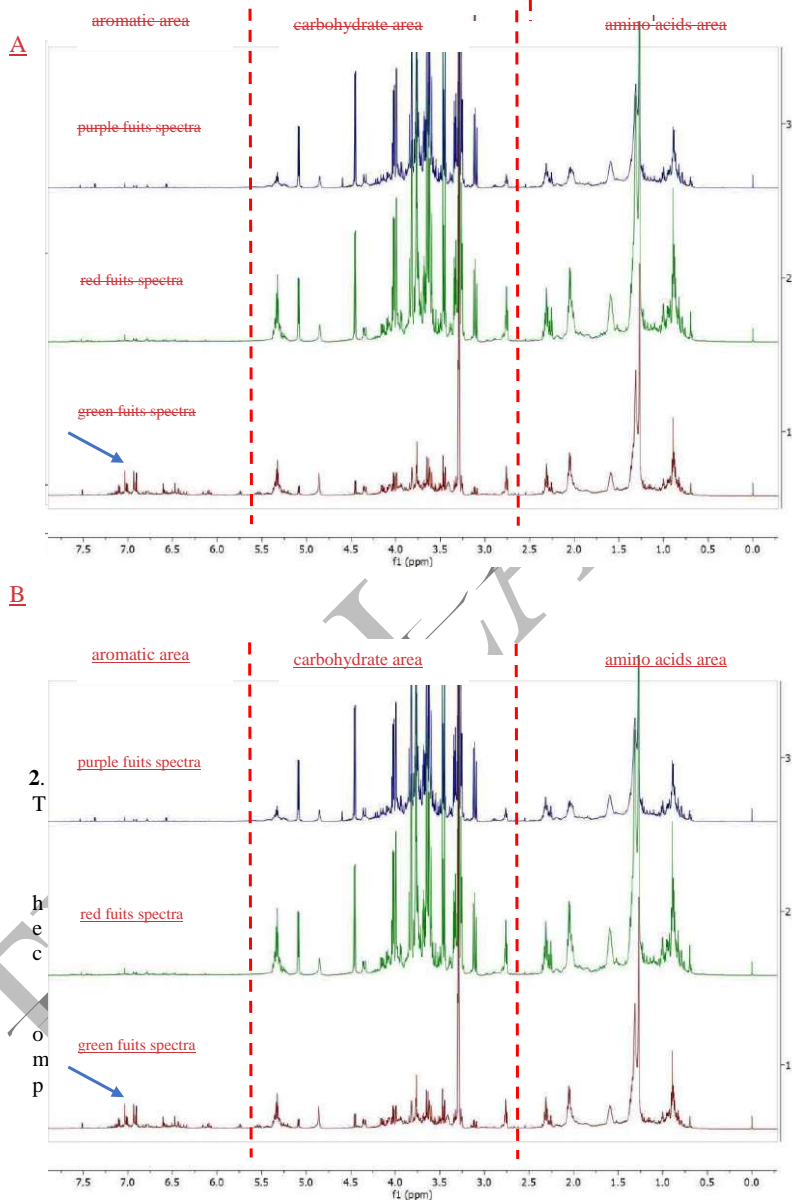 aromatic area carbohydrate area amino acids area
A
purple fuits spectra
3
red fuits spectra
2
green fuits spectra
1
7.5 7.0 6.5 6.0 5.5 5.0 4.5 4.0 3.5 3.0 2.5 2.0 1.5 1.0 0.5 0.0
f1 (ppm)
B
aromatic area carbohydrate area amino acids area
purple fuits spectra
3
2.
T
red fuits spectra
2
h
e
c
green fuits spectra
1
o
m
p
7.5 7.0 6.5 6.0 5.5 5.0 4.5 4.0 3.5 3.0 2.5 2.0 1.5 1.0 0.5 0.0
f1 (ppm)